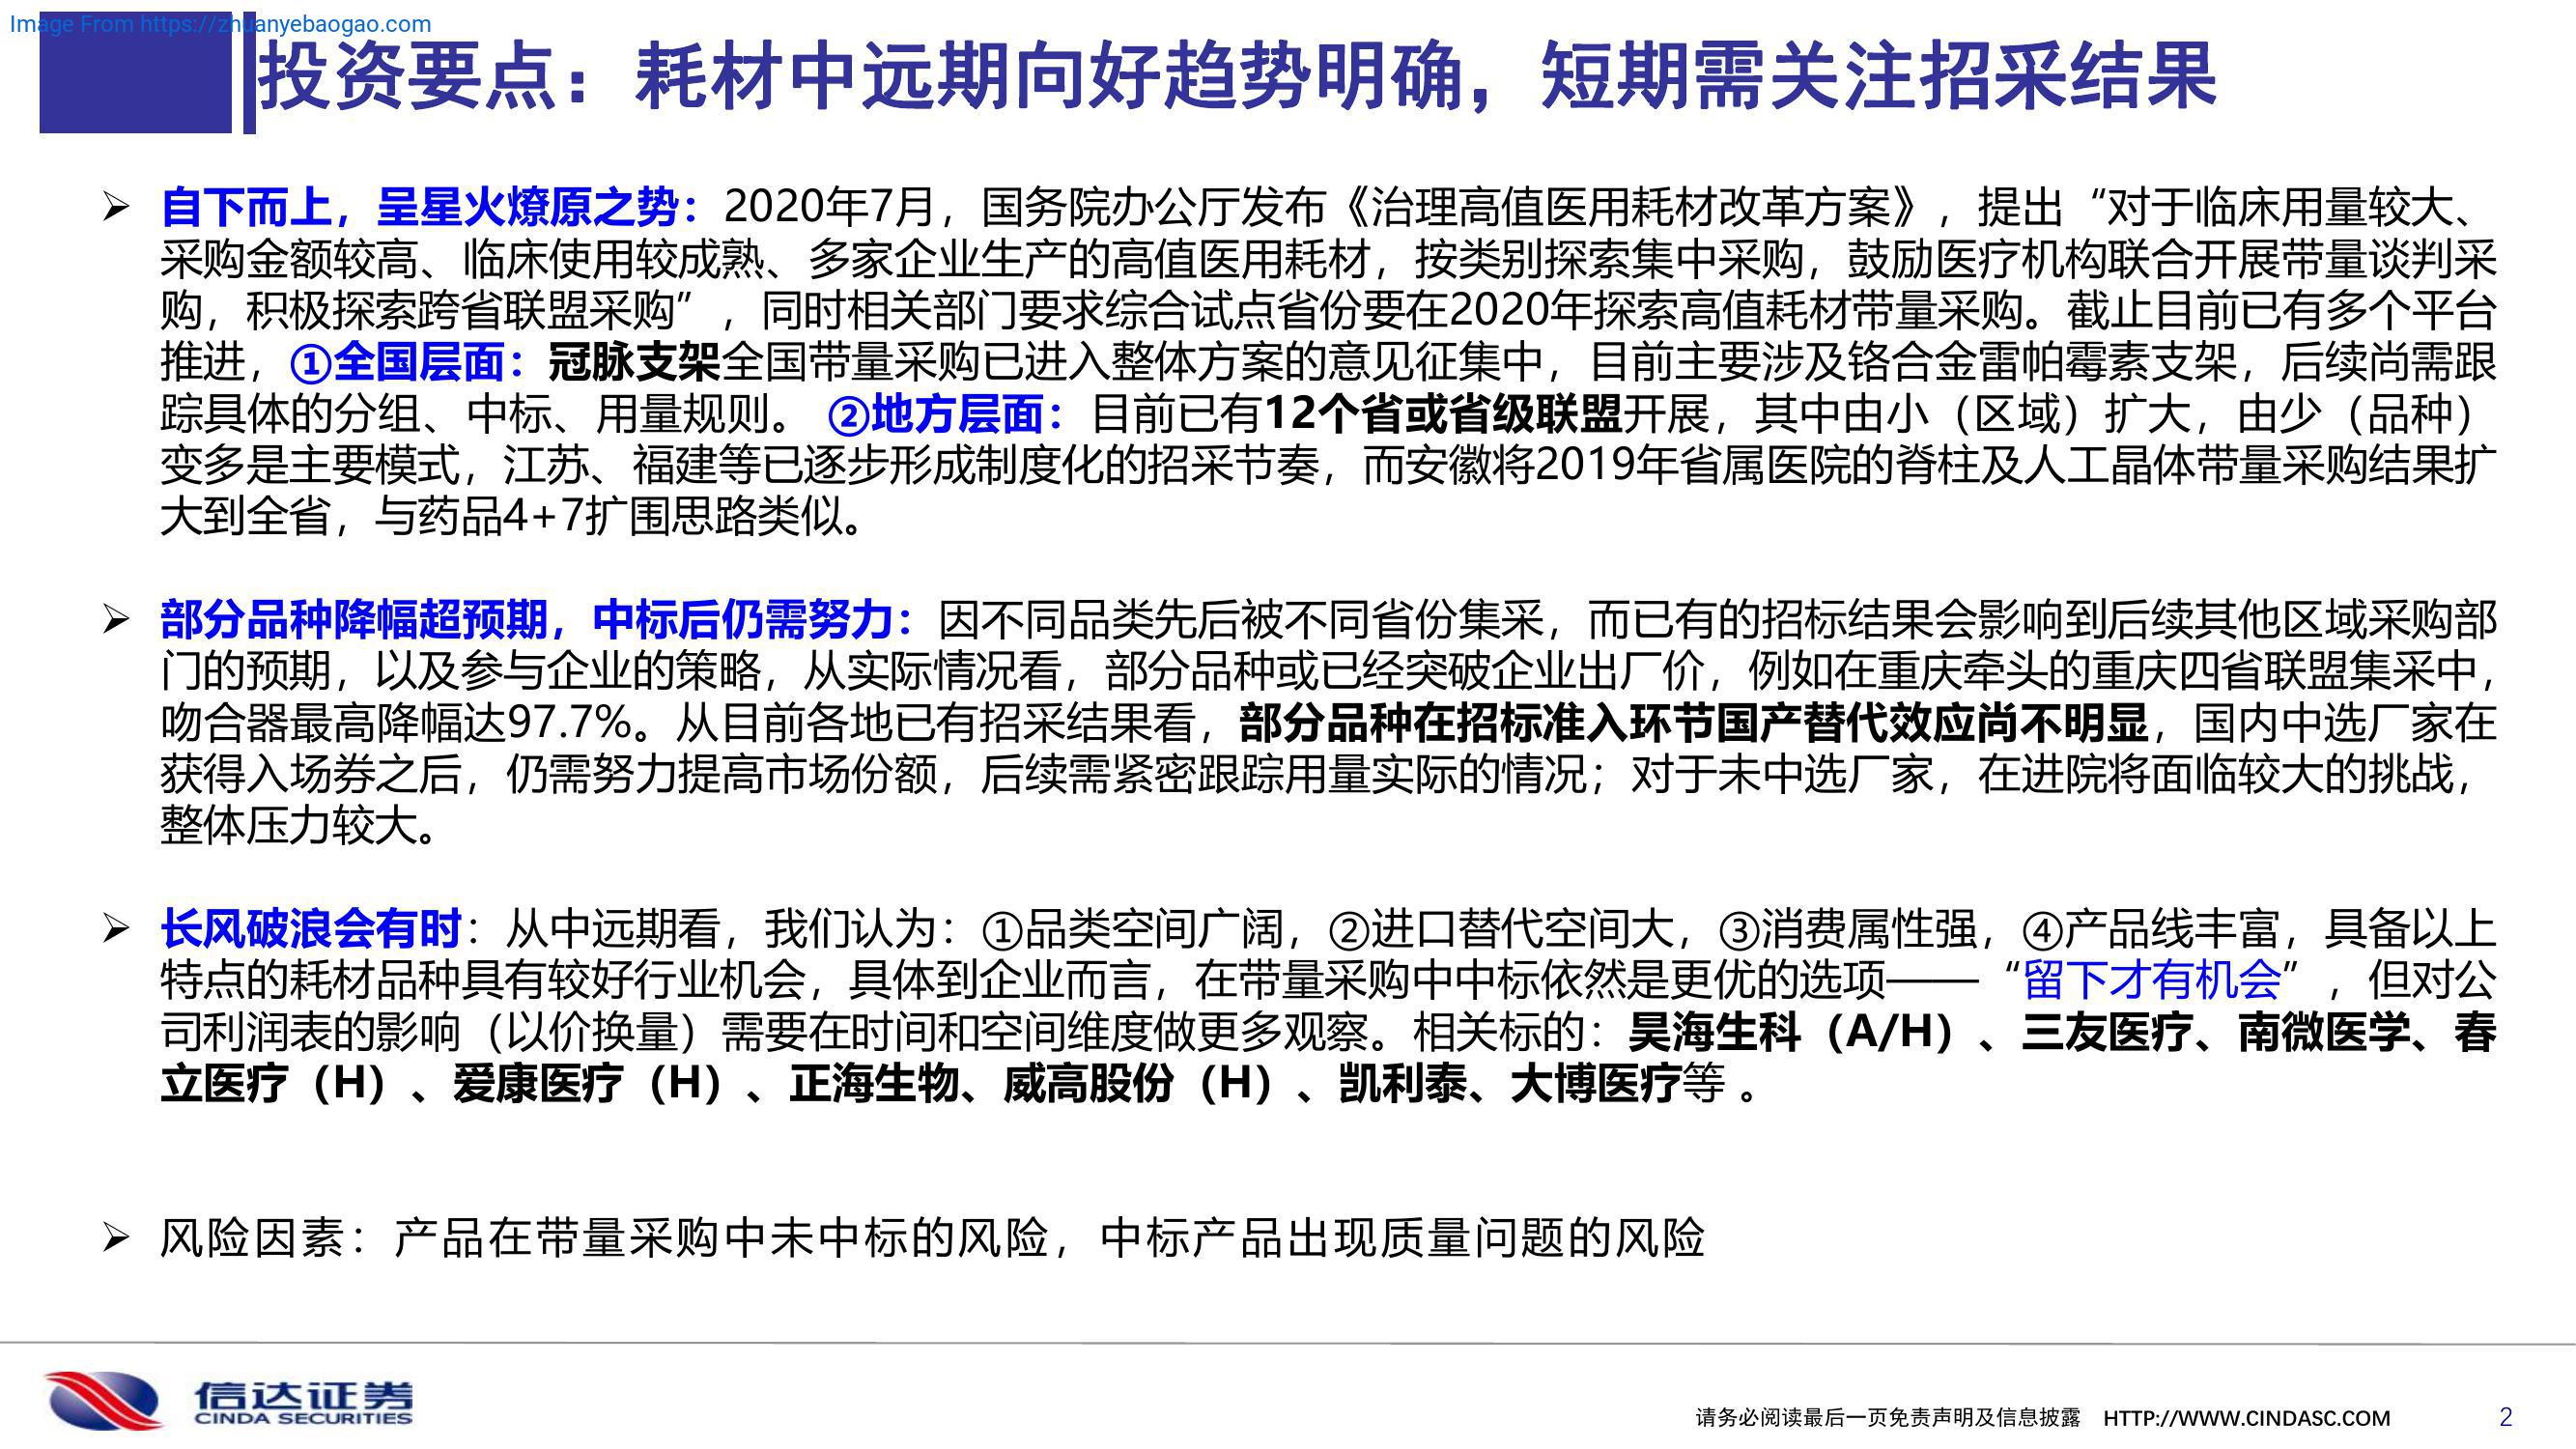 Image From https://zhuanyebaogao.com
投资要点：耗材中远期向好趋势明确，短期需关注招采结果
➢ 自下而上，呈星火燎原之势：2020年7月，国务院办公厅发布《治理高值医用耗材改革方案》，提出“对于临床用量较大、
采购金额较高、临床使用较成熟、多家企业生产的高值医用耗材，按类别探索集中采购，鼓励医疗机构联合开展带量谈判采
购，积极探索跨省联盟采购”，同时相关部门要求综合试点省份要在2020年探索高值耗材带量采购。截止目前已有多个平台
推进，①全国层面：冠脉支架全国带量采购已进入整体方案的意见征集中，目前主要涉及铬合金雷帕霉素支架，后续尚需跟
踪具体的分组、中标、用量规则。 ②地方层面：目前已有12个省或省级联盟开展，其中由小（区域）扩大，由少（品种）
变多是主要模式，江苏、福建等已逐步形成制度化的招采节奏，而安徽将2019年省属医院的脊柱及人工晶体带量采购结果扩
大到全省，与药品4+7扩围思路类似。
➢ 部分品种降幅超预期，中标后仍需努力：因不同品类先后被不同省份集采，而已有的招标结果会影响到后续其他区域采购部
门的预期，以及参与企业的策略，从实际情况看，部分品种或已经突破企业出厂价，例如在重庆牵头的重庆四省联盟集采中，
吻合器最高降幅达97.7%。从目前各地已有招采结果看，部分品种在招标准入环节国产替代效应尚不明显，国内中选厂家在
获得入场券之后，仍需努力提高市场份额，后续需紧密跟踪用量实际的情况；对于未中选厂家，在进院将面临较大的挑战，
整体压力较大。
➢ 长风破浪会有时：从中远期看，我们认为：①品类空间广阔，②进口替代空间大，③消费属性强，④产品线丰富，具备以上
特点的耗材品种具有较好行业机会，具体到企业而言，在带量采购中中标依然是更优的选项——“留下才有机会”，但对公
司利润表的影响（以价换量）需要在时间和空间维度做更多观察。相关标的：昊海生科（A/H）、三友医疗、南微医学、春
立医疗（H）、爱康医疗（H）、正海生物、威高股份（H）、凯利泰、大博医疗等 。
➢ 风险因素：产品在带量采购中未中标的风险，中标产品出现质量问题的风险
信达证券
CINDA SECURITIES
请务必阅读最后一页免责声明及信息披露 HTTP://WWW.CINDASC.COM 2